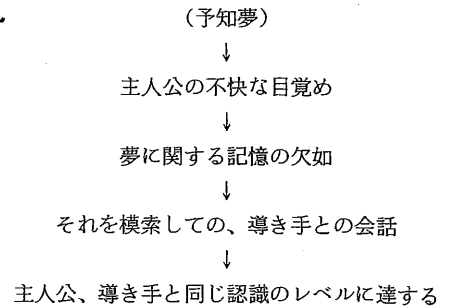 （予知夢）
↓
主人公の不快な目覚め
↓
夢に関する記憶の欠如
↓
それを模索しての、導き手との会話
↓
主人公、導き手と同じ認識のレベルに達する